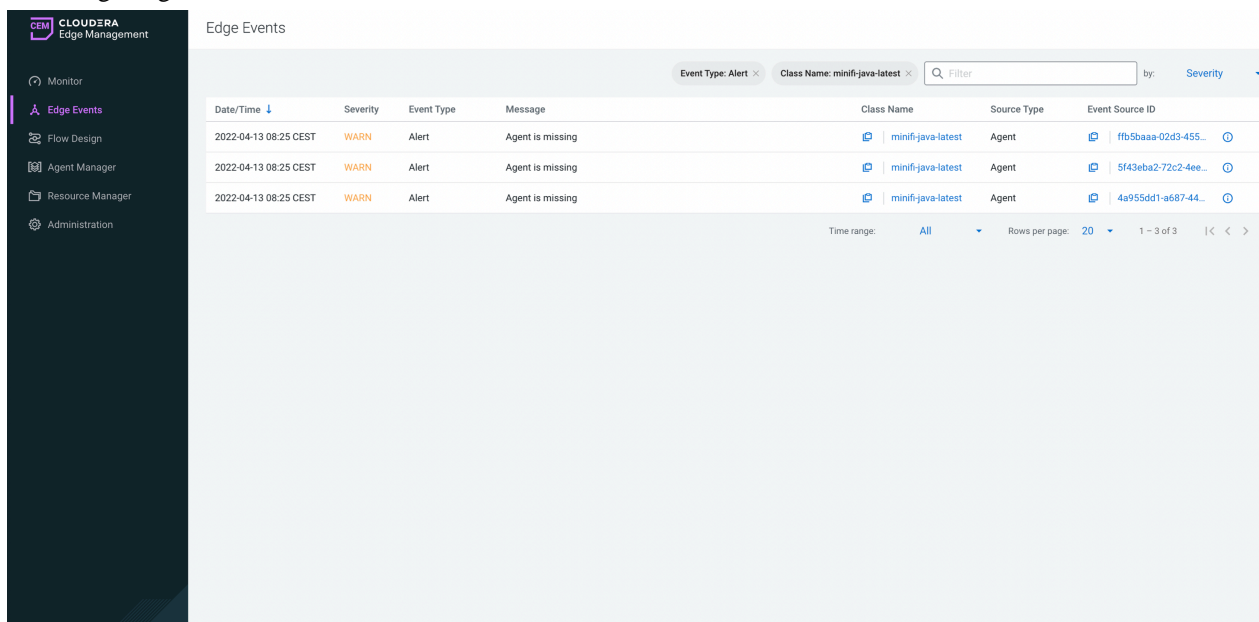 CEM CLOUDERA
Edge Management
Monitor
Edge Events
Flow Design
Agent Manager
Resource Manager
Administration
Edge Events
Event Type: Alert × Class Name: minifi-java-latest × Filter by: Severity
Date/Time ↓ Severity Event Type Message Class Name Source Type Event Source ID
2022-04-13 08:25 CEST WARN Alert Agent is missing minifi-java-latest Agent ffb5baaa-02d3-455...
2022-04-13 08:25 CEST WARN Alert Agent is missing minifi-java-latest Agent 5f43eba2-72c2-4ee...
2022-04-13 08:25 CEST WARN Alert Agent is missing minifi-java-latest Agent 4a955dd1-a687-44...
Time range: All Rows per page: 20 1 – 3 of 3